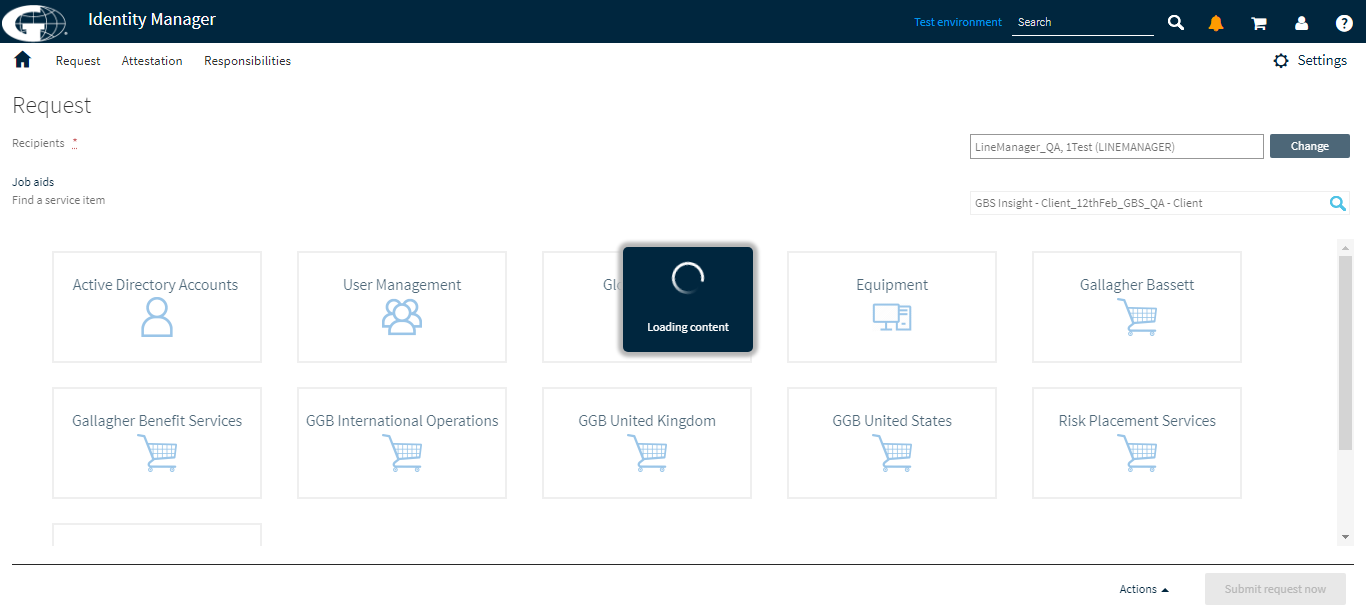 Identity Manager
Test environment
Search
Request
Attestation
Responsibilities
Settings
Request
Recipients *
LineManager_QA, 1Test (LINEMANAGER)
Change
Job aids
Find a service item
GBS Insight - Client_12thFeb_GBS_QA - Client
Active Directory Accounts
User Management
Equipment
Gallagher Bassett
Loading content
Gallagher Benefit Services
GGB International Operations
GGB United Kingdom
GGB United States
Risk Placement Services
Actions
Submit request now